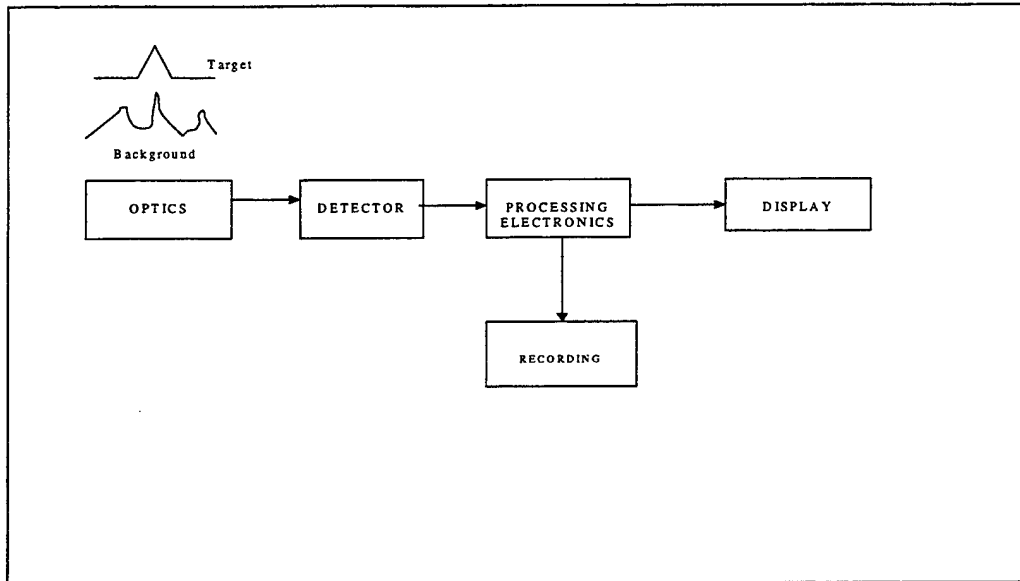 Target
Background
OPTICS
DETECTOR
PROCESSING
ELECTRONICS
DISPLAY
RECORDING